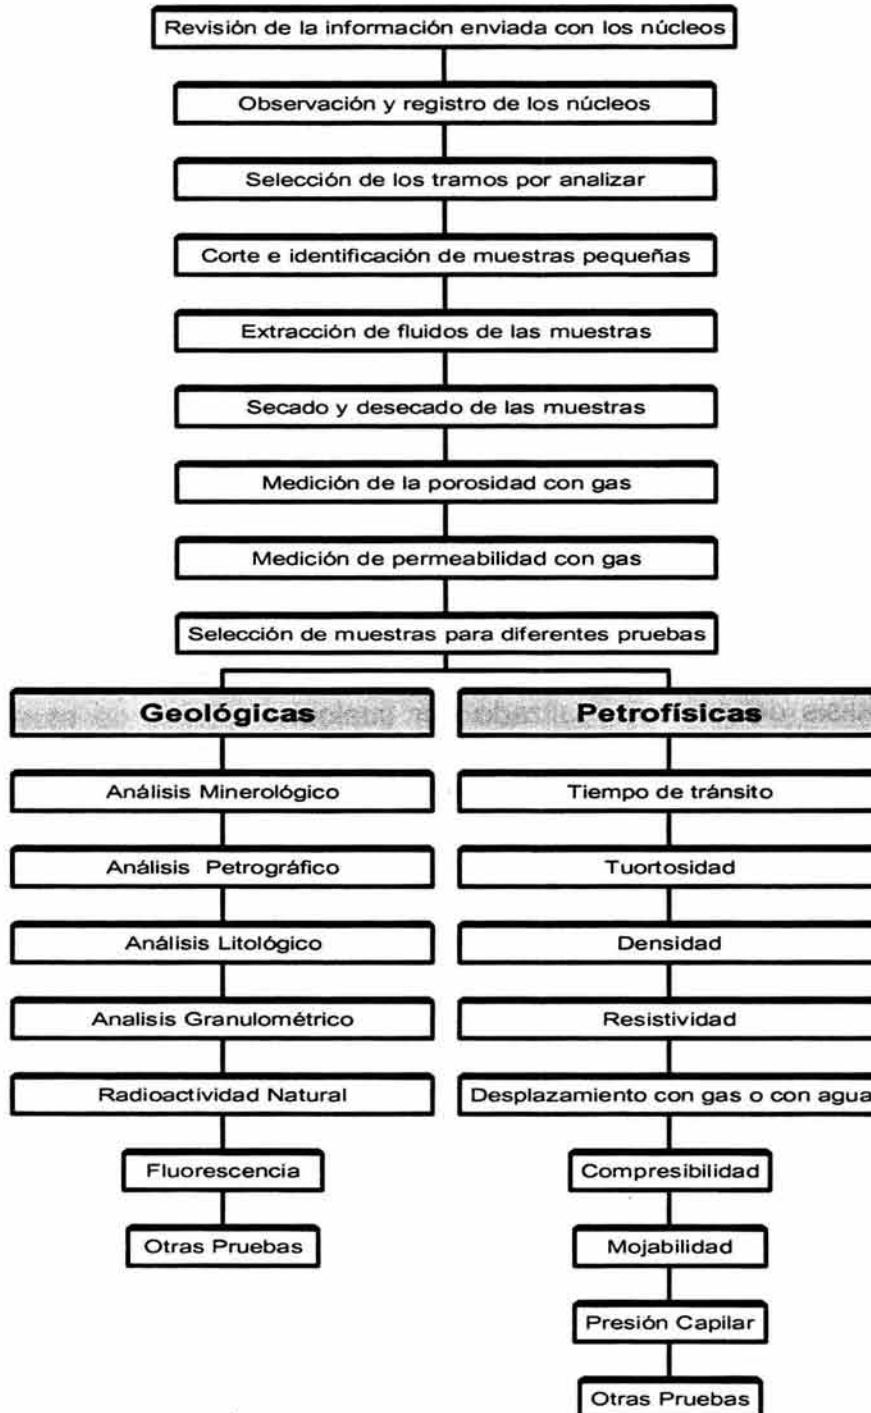 Revisión de la información enviada con los núcleos
Observación y registro de los núcleos
Selección de los tramos por analizar
Corte e identificación de muestras pequeñas
Extracción de fluidos de las muestras
Secado y desecado de las muestras
Medición de la porosidad con gas
Medición de permeabilidad con gas
Selección de muestras para diferentes pruebas
Geológicas
Análisis Minerológico
Análisis Petrográfico
Análisis Litológico
Analisis Granulométrico
Radioactividad Natural
Fluorescencia
Otras Pruebas
Petrofísicas
Tiempo de tránsito
Tuortosidad
Densidad
Resistividad
Desplazamiento con gas o con agua
Compresibilidad
Mojabilidad
Presión Capilar
Otras Pruebas